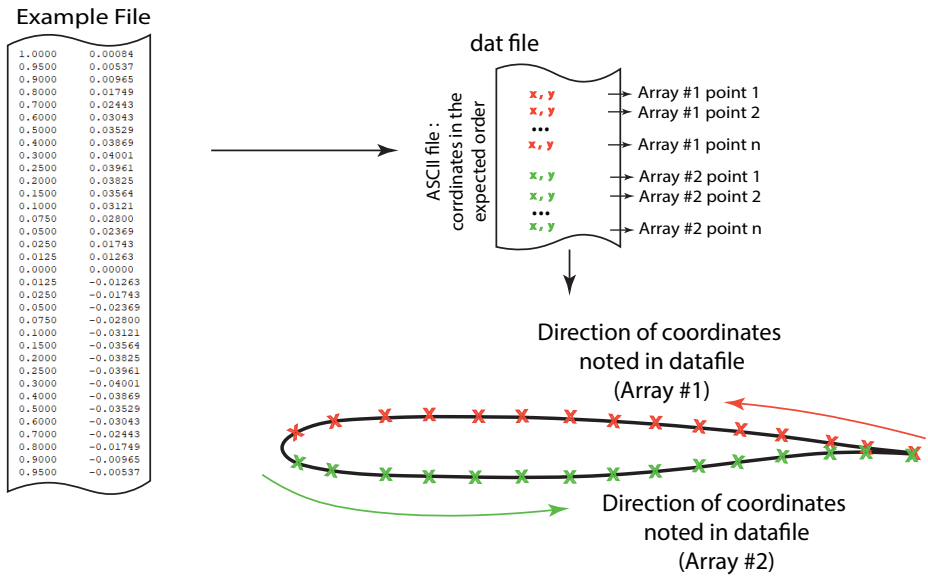 Example File
1.0000 0.00084
0.9500 0.00537
0.9000 0.00965
0.8000 0.01749
0.7000 0.02443
0.6000 0.03043
0.5000 0.03529
0.4000 0.03869
0.3000 0.04001
0.2500 0.03961
0.2000 0.03825
0.1500 0.03564
0.1000 0.03121
0.0750 0.02800
0.0500 0.02369
0.0250 0.01743
0.0125 0.01263
0.0000 0.00000
0.0125 -0.01263
0.0250 -0.01743
0.0500 -0.02369
0.0750 -0.02800
0.1000 -0.03121
0.1500 -0.03564
0.2000 -0.03825
0.2500 -0.03961
0.3000 -0.04001
0.4000 -0.03869
0.5000 -0.03529
0.6000 -0.03043
0.7000 -0.02443
0.8000 -0.01749
0.9000 -0.00965
0.9500 -0.00537
dat file
ASCII file :
corrdinates in the
expected order
x, y Array #1 point 1
x, y Array #1 point 2
...
x, y Array #1 point n
x, y Array #2 point 1
x, y Array #2 point 2
...
x, y Array #2 point n
Direction of coordinates
noted in datafile
(Array #1)
Direction of coordinates
noted in datafile
(Array #2)